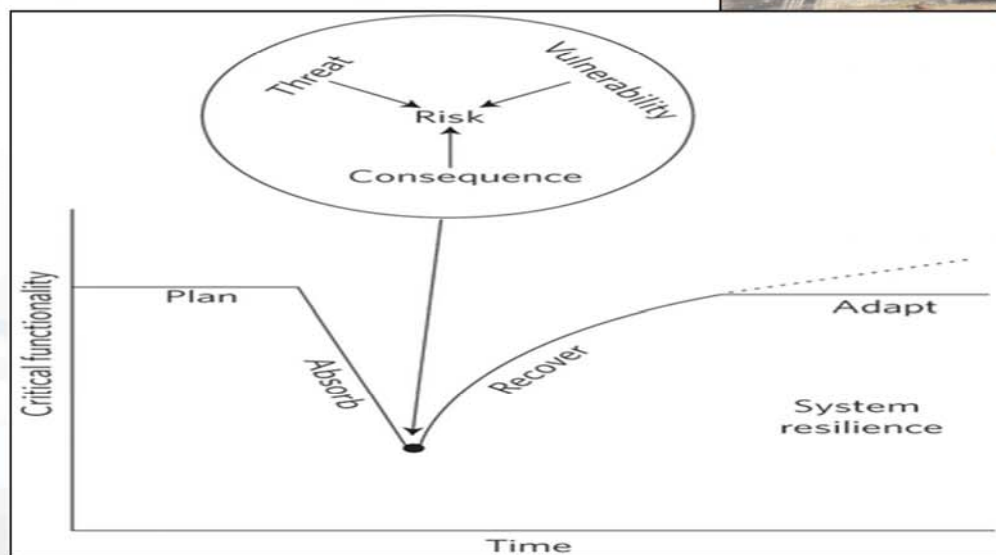 Threat
Vulnerability
Risk
Consequence
Critical functionality
Plan
Absorb
Recover
Adapt
System
resilience
Time